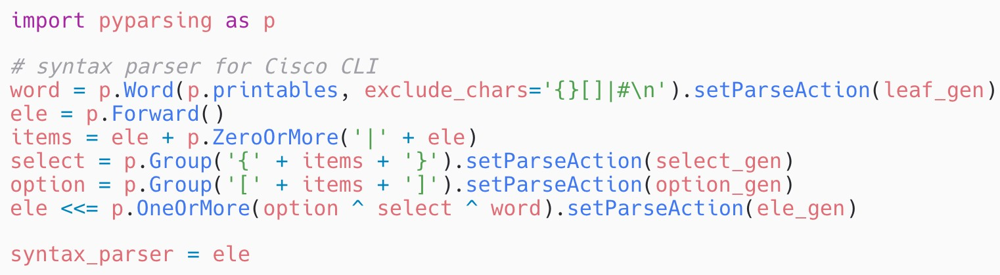 import pyparsing as p
# syntax parser for Cisco CLI
word = p.Word(p.printables, exclude_chars='{}[]|#\n').setParseAction(leaf_gen)
ele = p.Forward()
items = ele + p.ZeroOrMore('|' + ele)
select = p.Group('{' + items + '}').setParseAction(select_gen)
option = p.Group('[' + items + ']').setParseAction(option_gen)
ele <<= p.OneOrMore(option ^ select ^ word).setParseAction(ele_gen)
syntax_parser = ele